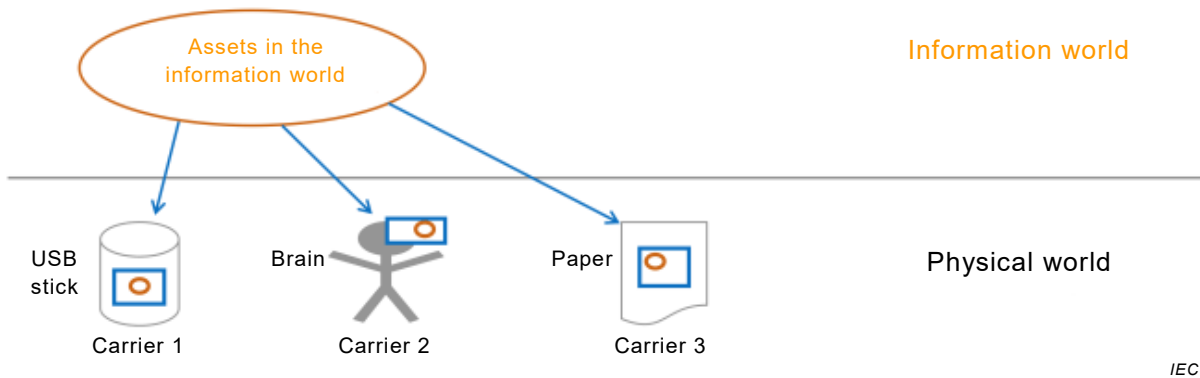 Assets in the
information world
Information world
USB
stick
Brain
Paper
Physical world
Carrier 1
Carrier 2
Carrier 3
IEC